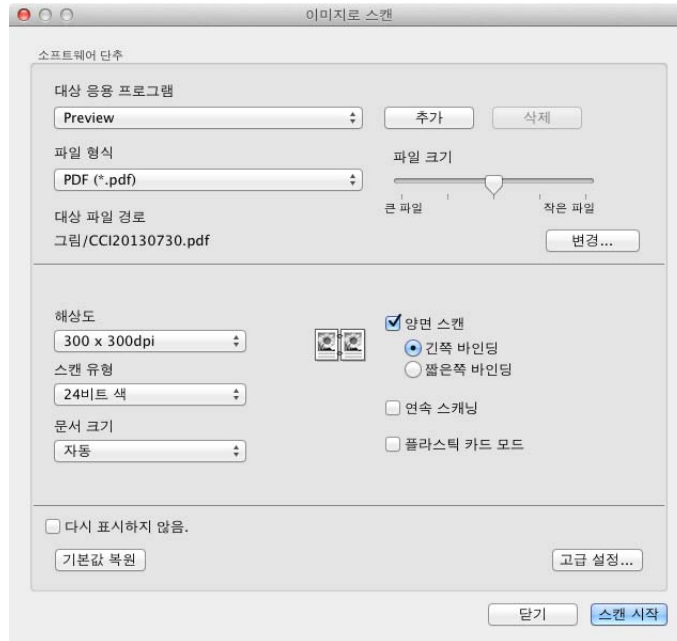 이미지로 스캔
소프트웨어 단추
대상 응용 프로그램
Preview
추가
삭제
파일 형식
파일 크기
PDF (*.pdf)
큰 파일
작은 파일
대상 파일 경로
그림/CCI20130730.pdf
변경...
해상도
300 x 300dpi
양면 스캔
긴쪽 바인딩
스캔 유형
짧은쪽 바인딩
24비트 색
연속 스캐닝
문서 크기
자동
플라스틱 카드 모드
다시 표시하지 않음.
기본값 복원
고급 설정...
닫기
스캔 시작